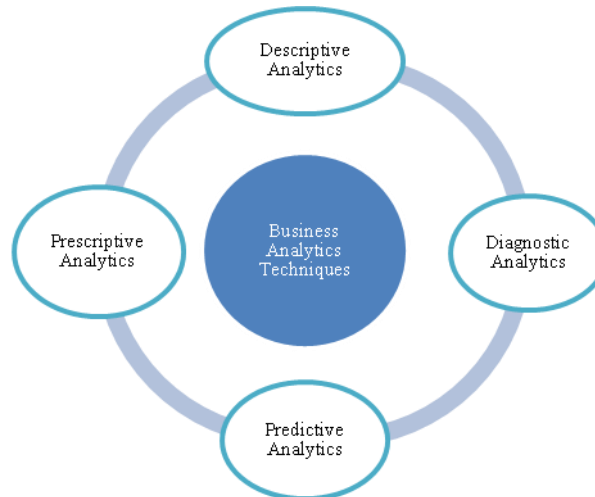 Descriptive
Analytics
Prescriptive
Analytics
Business
Analytics
Techniques
Diagnostic
Analytics
Predictive
Analytics